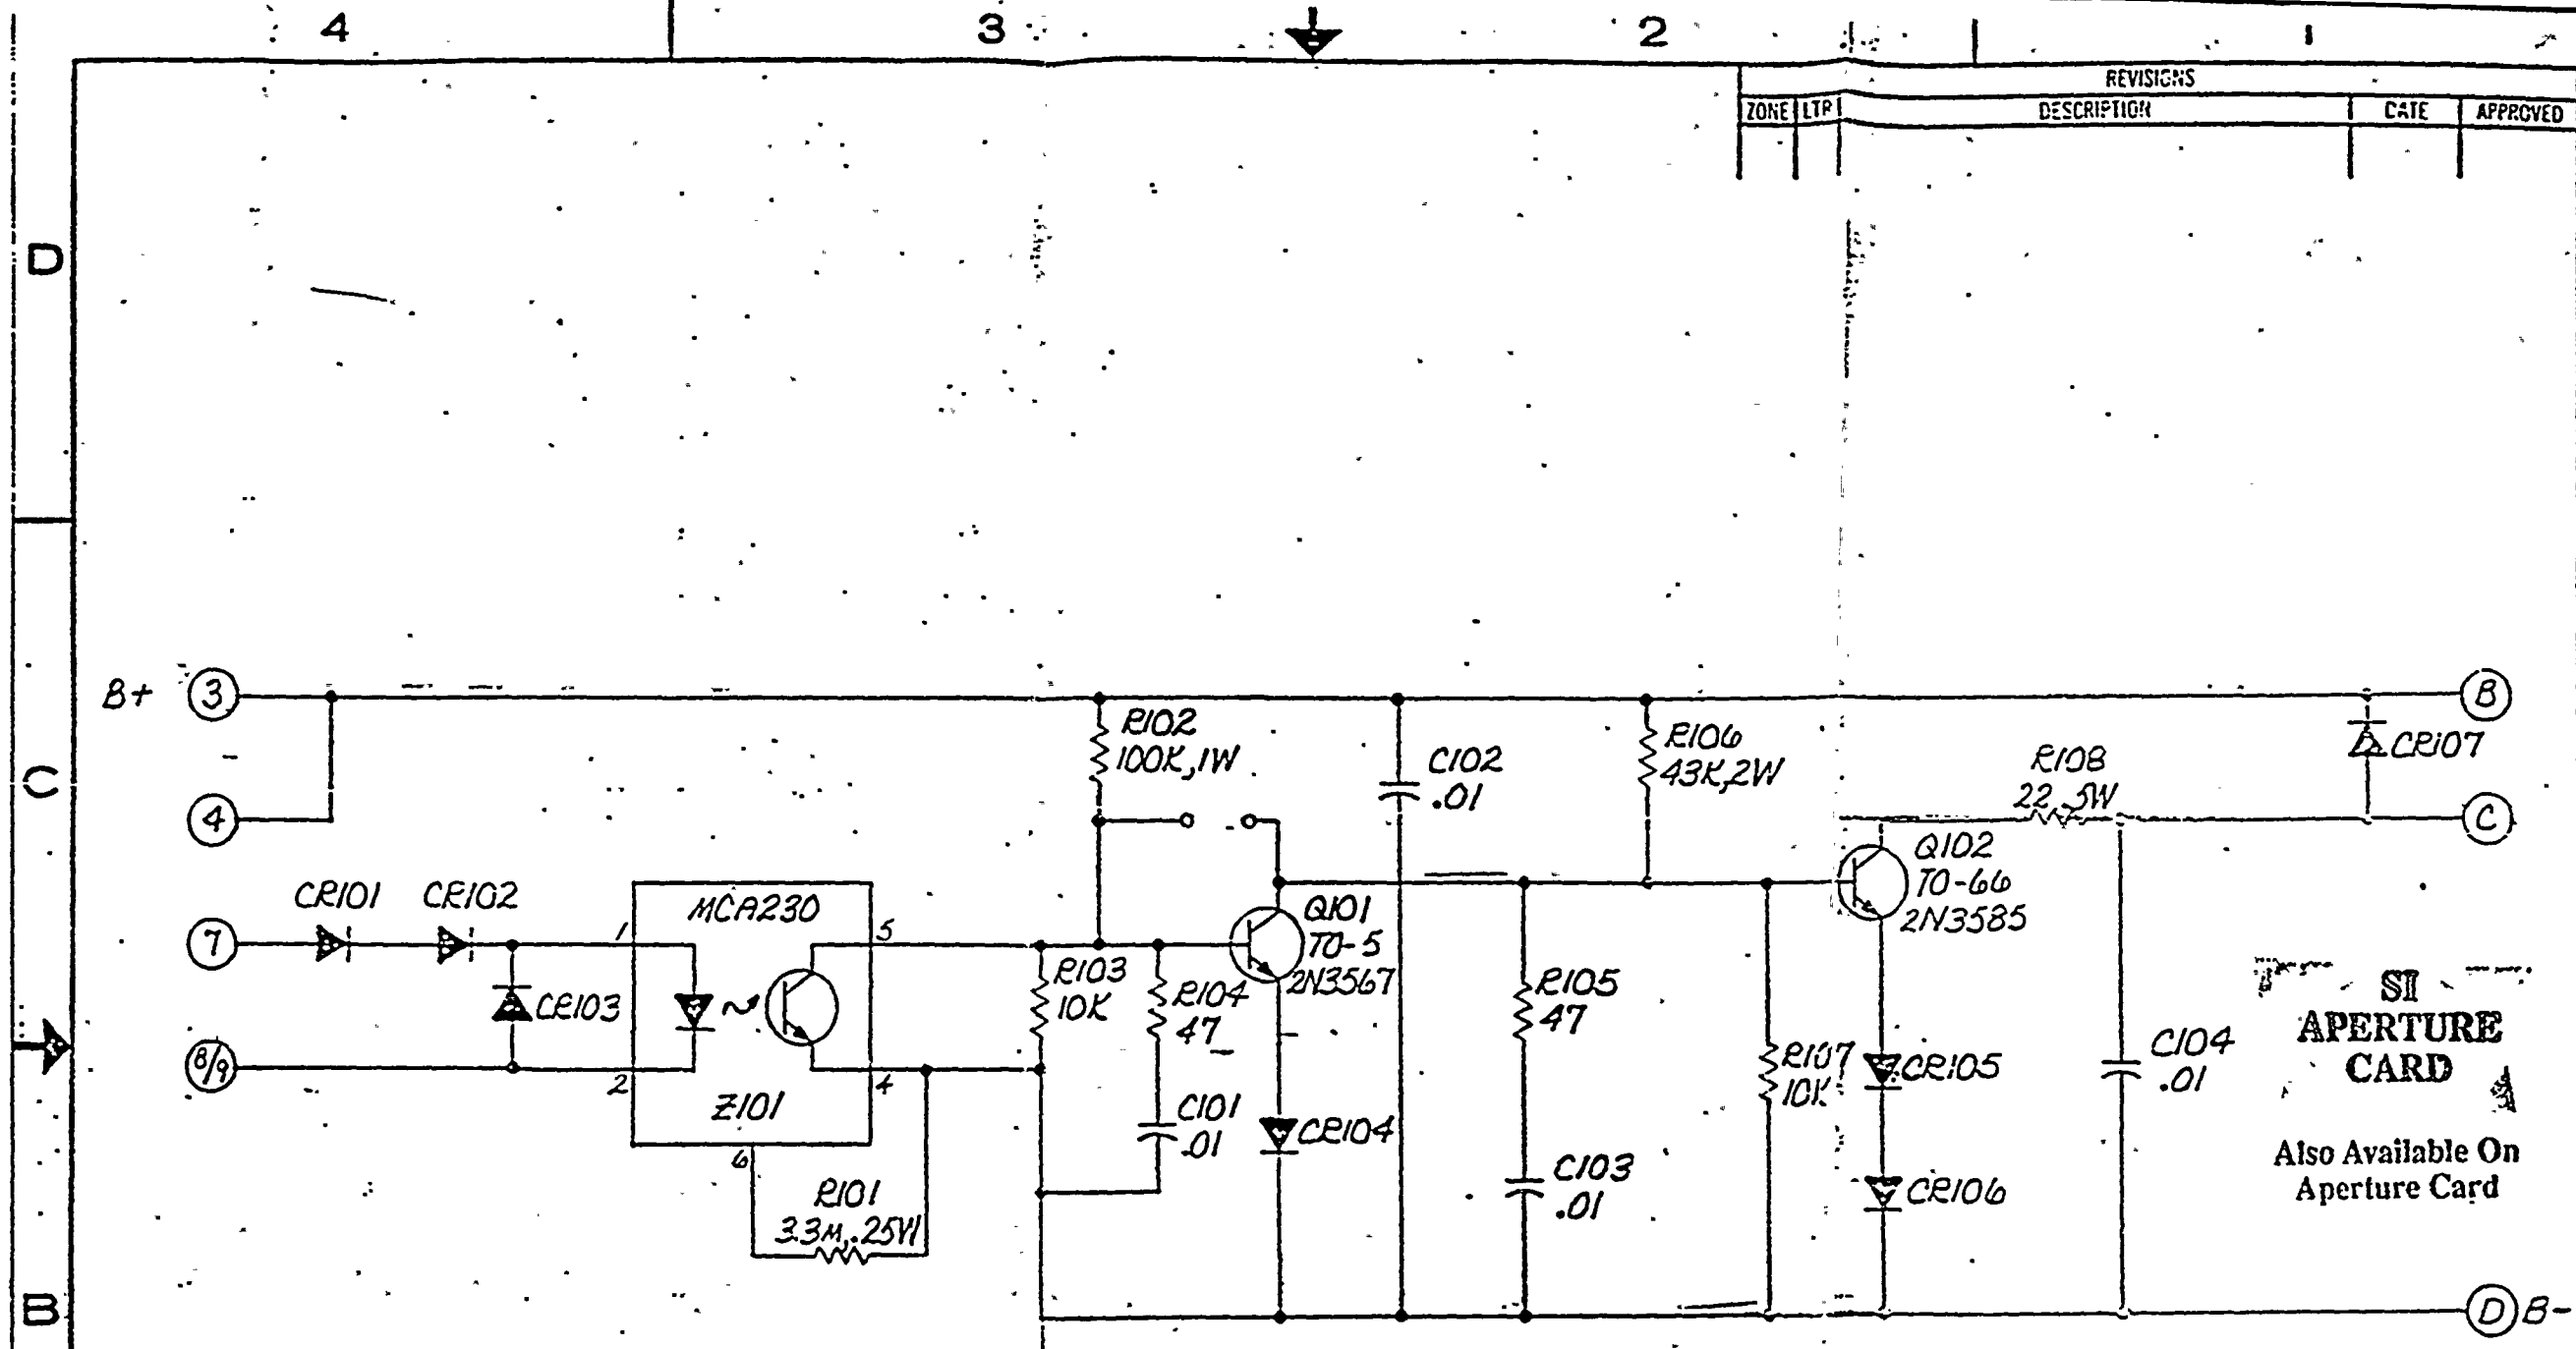 4 3 2 1
REVISIONS
ZONE LTR DESCRIPTION DATE APPROVED
D
B+ 3 B
R102
100K,1W
C102
.01
R106
43K,2W
CR107
C
R108
22 5W
4 C
Q102
TO-66
2N3585
CR101 CR102
MCA230
Q101
TO-5
2N3567
7 1 5
R103
10K
R104
47
R105
47
CR103
SI
APERTURE
CARD
8/9 2 4
R107
10K
CR105
C104
.01
Z101
C101
.01
CR104
6
Also Available On
Aperture Card
R101
3.3M,.25W
C103
.01
CR106
B
D B-